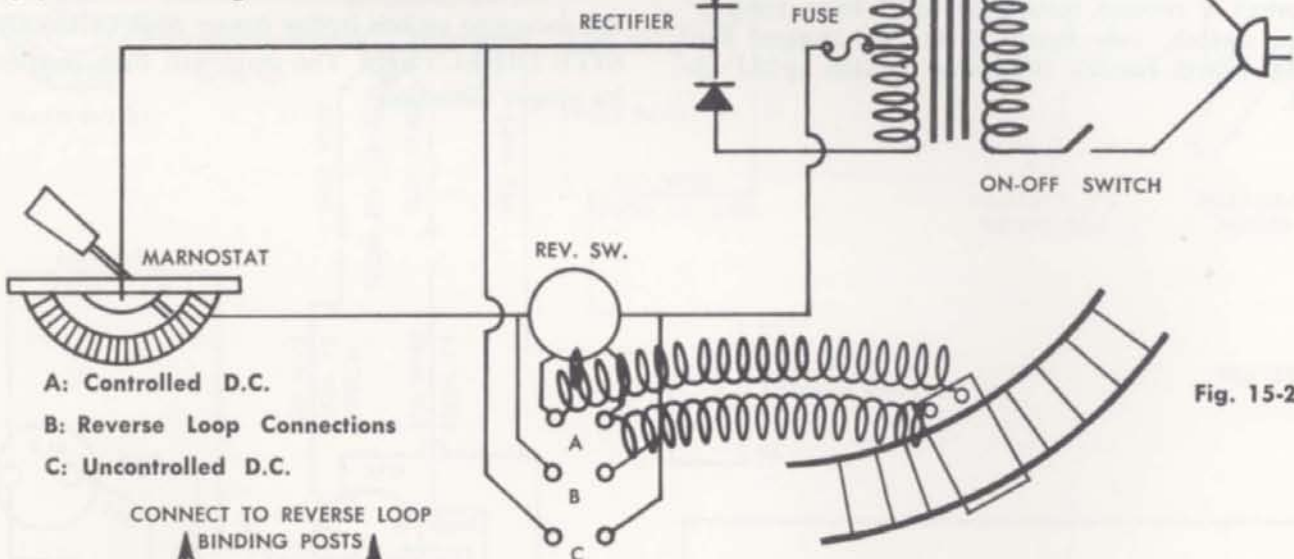 RECTIFIER
FUSE
ON-OFF SWITCH
MARNOSTAT
REV. SW.
A: Controlled D.C.
B: Reverse Loop Connections
C: Uncontrolled D.C.
A
B
C
Fig. 15-2
CONNECT TO REVERSE LOOP
BINDING POSTS